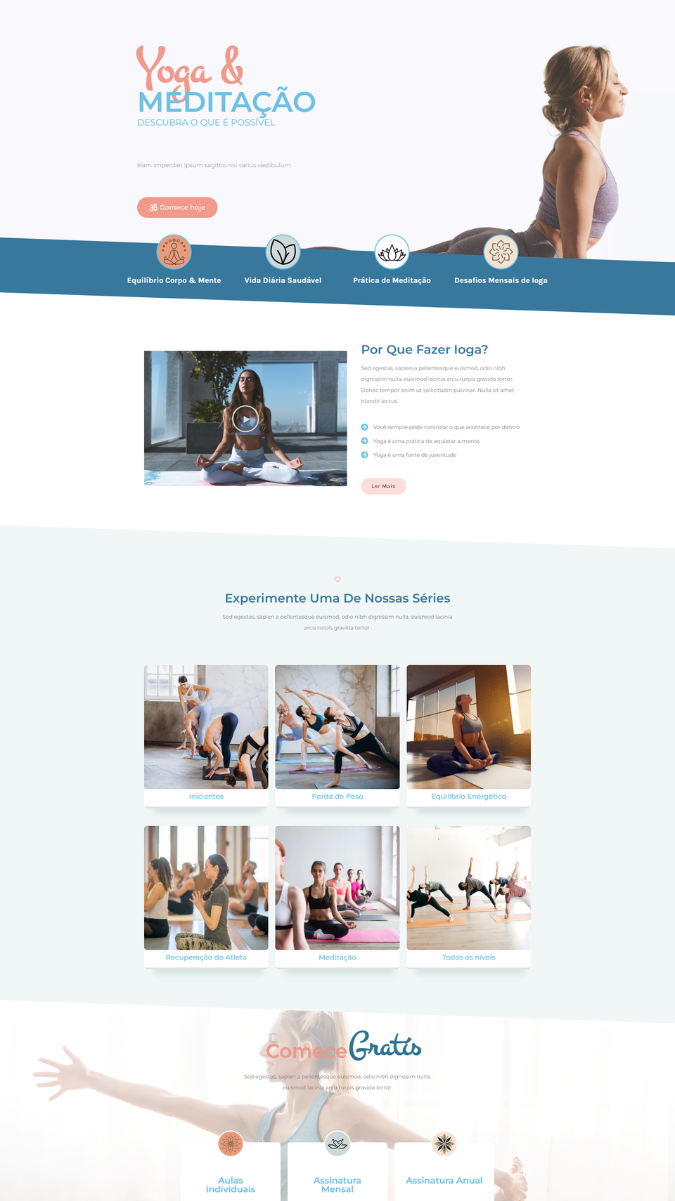 Yoga &
MEDITAÇÃO
DESCUBRA O QUE É POSSÍVEL
Nam imperdiet ipsum sagittis nisl varius vestibulum.
Comece hoje
Equilíbrio Corpo & Mente
Vida Diária Saudável
Prática de Meditação
Desafios Mensais de Ioga
Por Que Fazer Ioga?
Sed egestas, sapien a pellentesque euismod, odio nibh
dignissim nulla, euismod lacinia arcu turpis gravida tortor.
Donec tempor enim at sollicitudin pulvinar. Nulla sit amet
blandit lectus.
Você sempre pode controlar o que acontece por dentro
Yoga é uma prática de aquietar a mente
Yoga é uma fonte de juventude
Ler Mais
Experimente Uma De Nossas Séries
Sed egestas, sapien a pellentesque euismod, odio nibh dignissim nulla, euismod lacinia
arcu turpis gravida tortor.
Iniciantes
Perda de Peso
Equilíbrio Energético
Recuperação do Atleta
Meditação
Todos os níveis
Comece Gratis
Sed egestas, sapien a pellentesque euismod, odio nibh dignissim nulla,
euismod lacinia arcu turpis gravida tortor.
Aulas
individuais
Assinatura
Mensal
Assinatura Anual